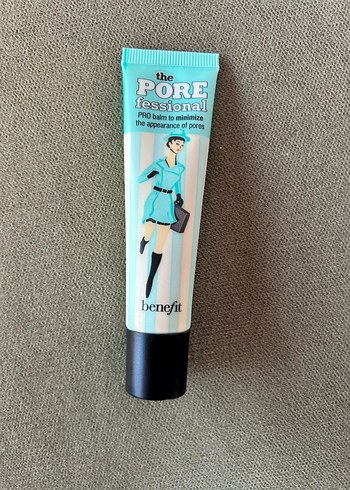 the
PORE
fessional
PRO balm to minimize
the appearance of pores
benefit